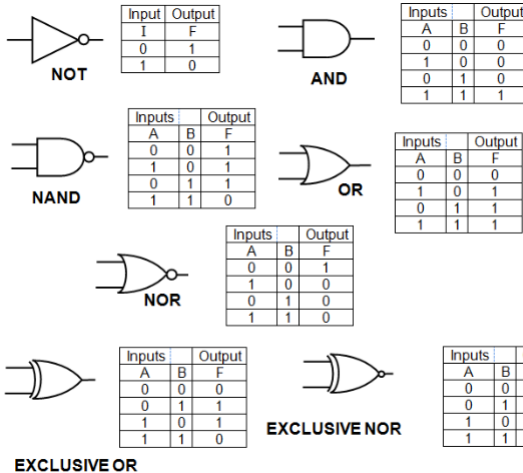 Input Output
I F
0 1
1 0
NOT
Inputs Output
A B F
0 0 0
1 0 0
0 1 0
1 1 1
AND
Inputs Output
A B F
0 0 1
1 0 1
0 1 1
1 1 0
NAND
Inputs Output
A B F
0 0 0
1 0 1
0 1 1
1 1 1
OR
Inputs Output
A B F
0 0 1
1 0 0
0 1 0
1 1 0
NOR
Inputs Output
A B F
0 0 0
0 1 1
1 0 1
1 1 0
EXCLUSIVE OR
Inputs
A B
0 0
0 1
1 0
1 1
EXCLUSIVE NOR